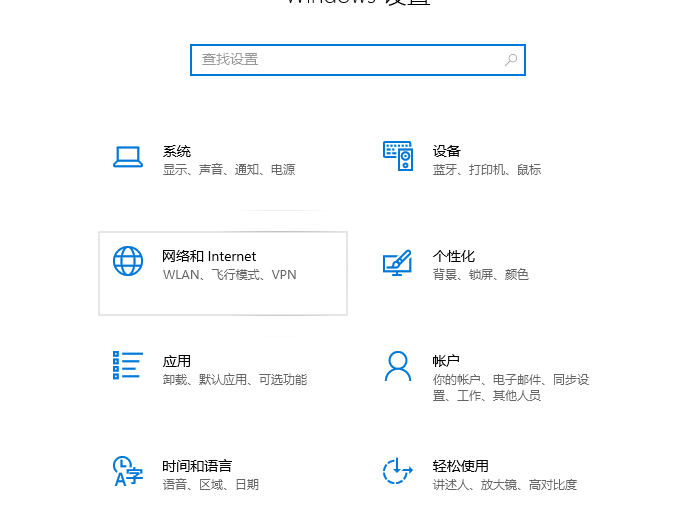 Windows 设置
查找设置
系统
显示、声音、通知、电源
设备
蓝牙、打印机、鼠标
网络和 Internet
WLAN、飞行模式、VPN
个性化
背景、锁屏、颜色
应用
卸载、默认应用、可选功能
帐户
你的帐户、电子邮件、同步设
置、工作、其他人员
时间和语言
语音、区域、日期
轻松使用
讲述人、放大镜、高对比度